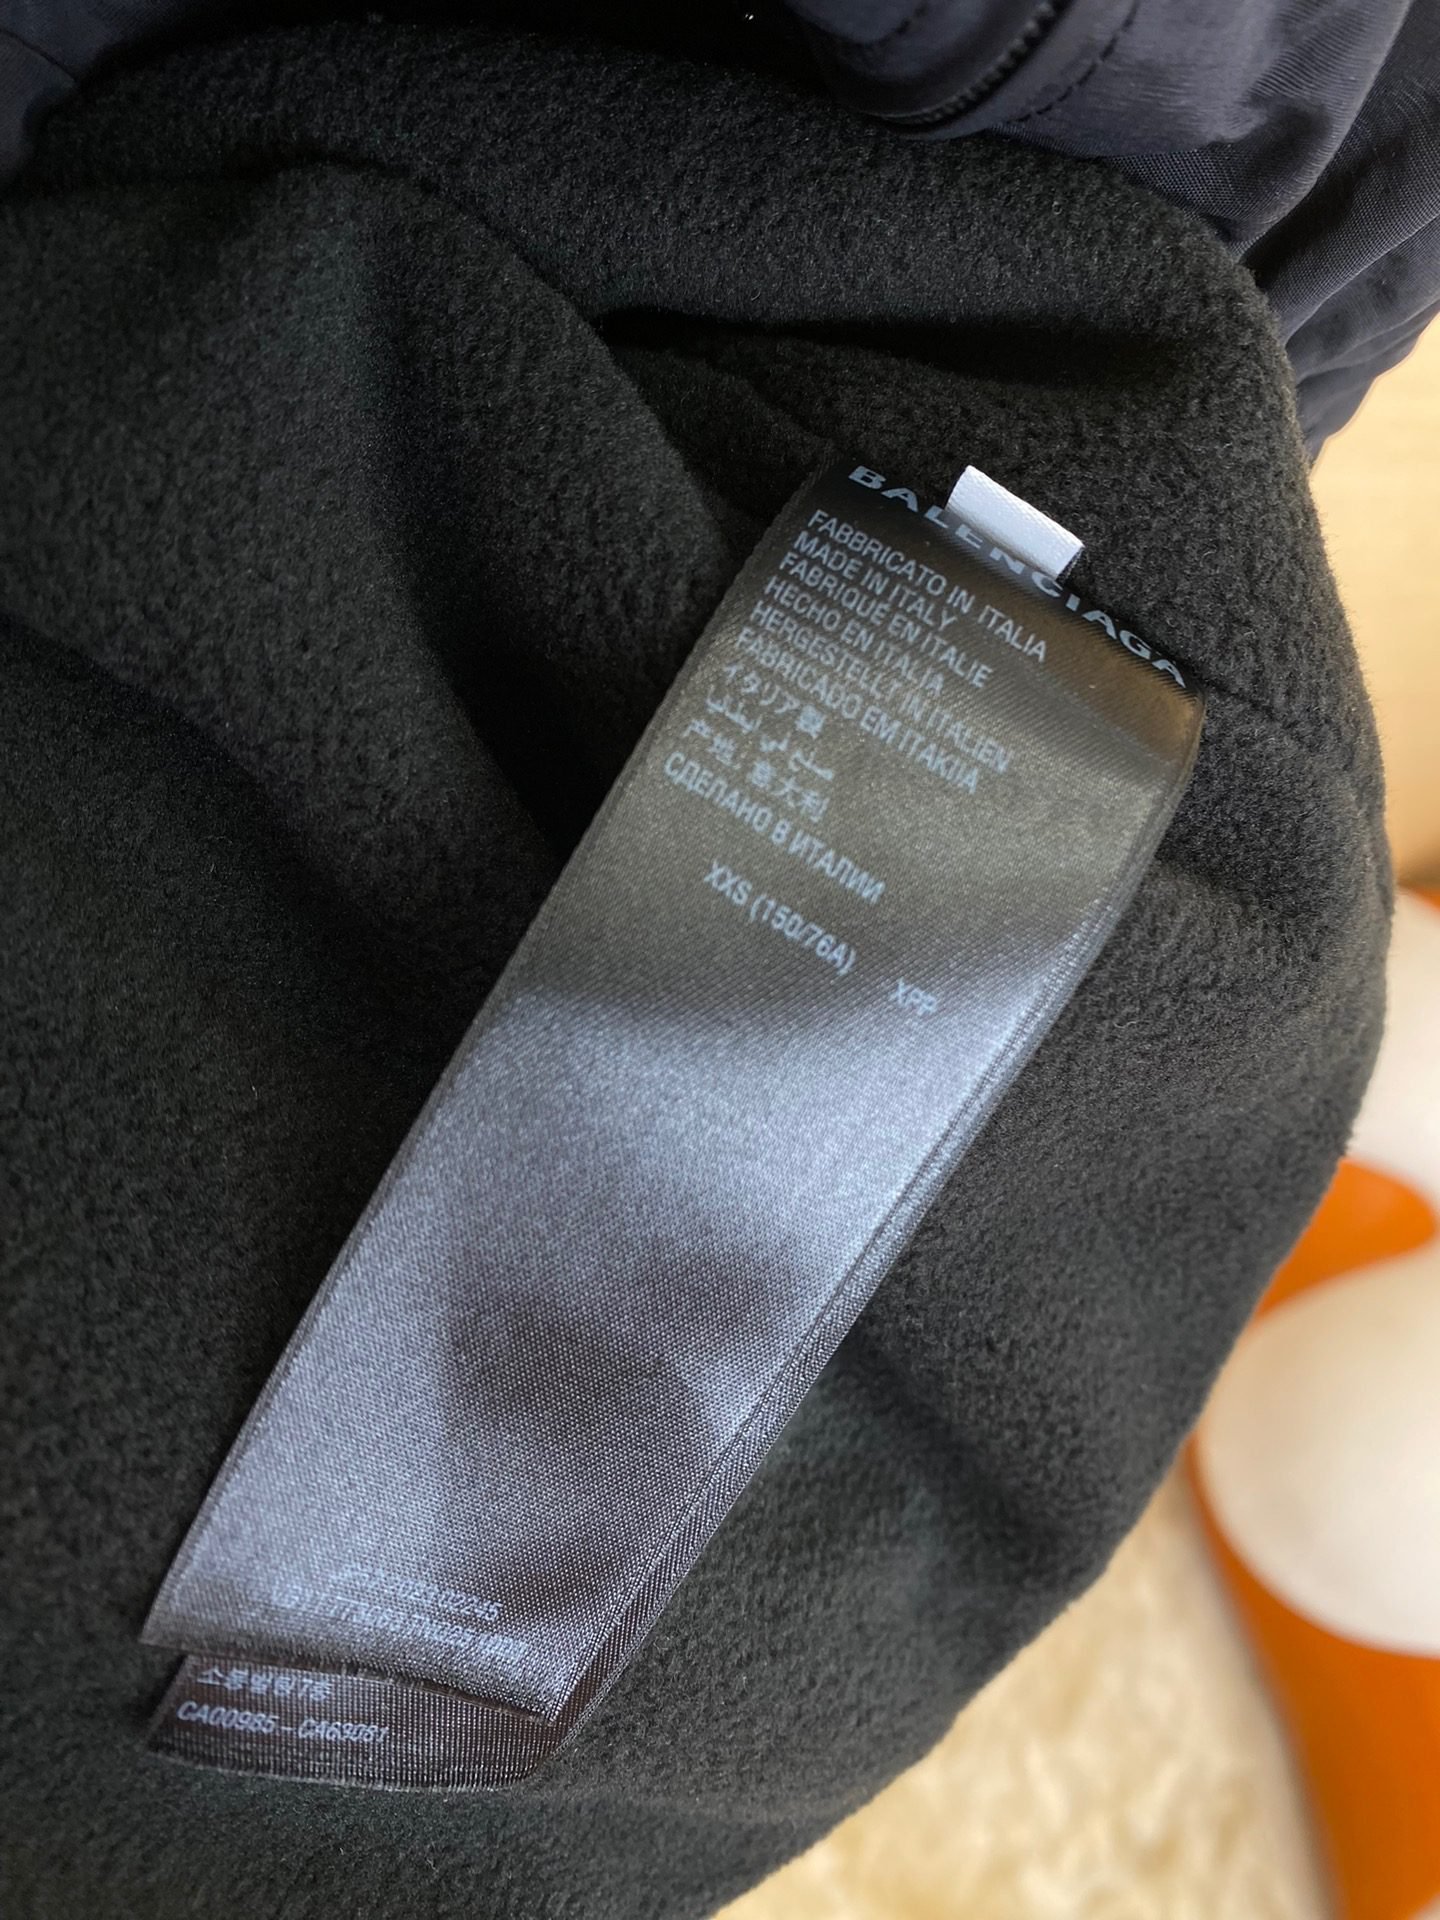 BALENCIAGA
FABBRICATO IN ITALIA
MADE IN ITALY
FABRIQUÉ EN ITALIE
HECHO EN ITALIA
HERGESTELLT IN ITALIEN
FABRICADO EM ITAKIIA
イタリア製
产地: 意大利
СДЕЛАНО В ИТАЛИИ
XXS (150/76A) XPP
CA00985 - CA63061